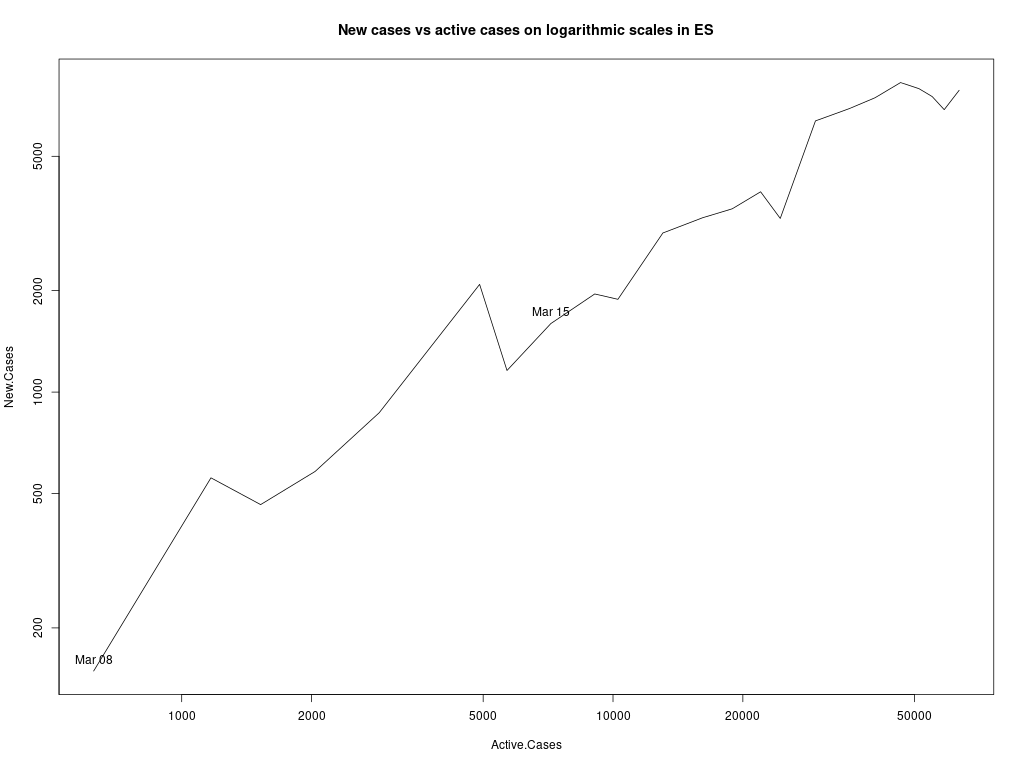 New cases vs active cases on logarithmic scales in ES
5000
2000
1000
500
200
New.Cases
Mar 15
Mar 08
1000 2000 5000 10000 20000 50000
Active.Cases